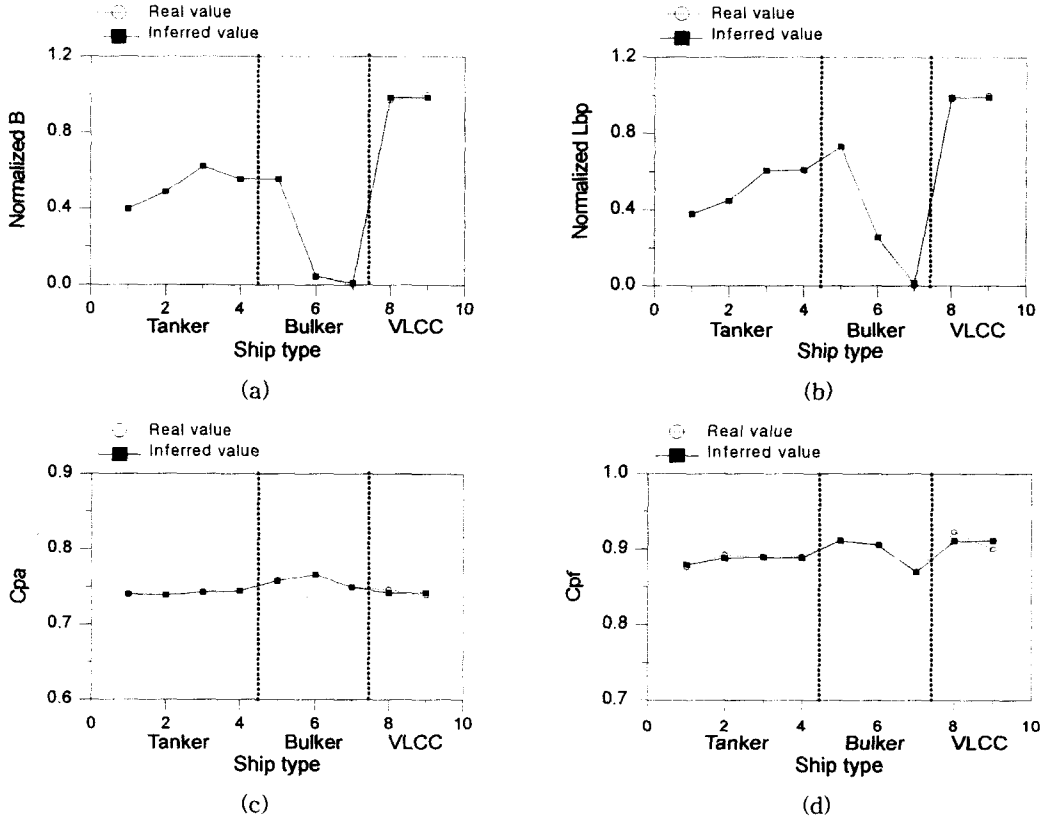 Real value
Inferred value
1.2
0.8
0.4
0.0
Normalized B
0 2 4 6 8 10
Tanker Bulker VLCC
Ship type
(a)
Real value
Inferred value
1.2
0.8
0.4
0.0
Normalized Lbp
0 2 4 6 8 10
Tanker Bulker VLCC
Ship type
(b)
Real value
Inferred value
0.9
0.8
0.7
0.6
Cpa
0 2 4 6 8 10
Tanker Bulker VLCC
Ship type
(c)
Real value
Inferred value
1.0
0.9
0.8
0.7
Cpf
0 2 4 6 8 10
Tanker Bulker VLCC
Ship type
(d)